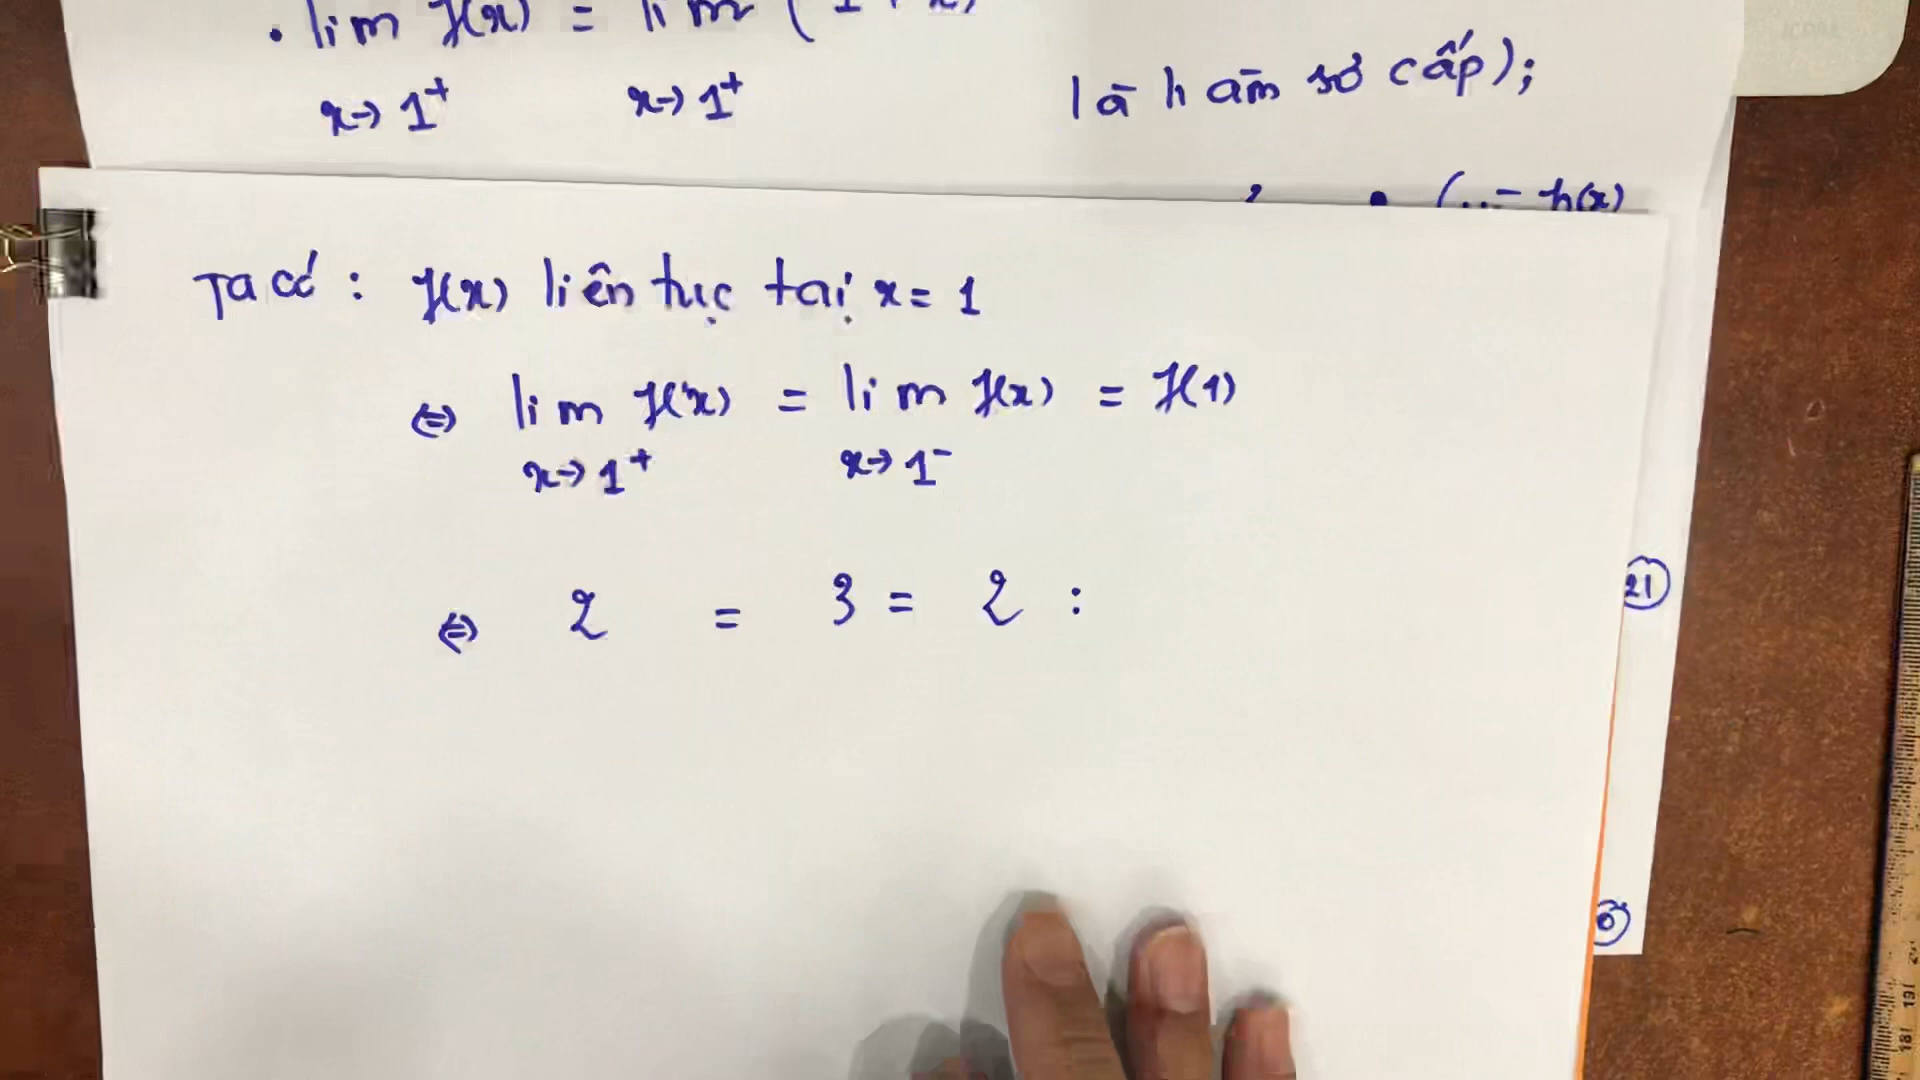 • lim f(x) = lim (1 + x)
x→1⁺ x→1⁺
là hàm sơ cấp);
(...= h(x)
Ta có : f(x) liên tục tại x = 1
⇔ lim f(x) = lim f(x) = f(1)
x→1⁺ x→1⁻
⇔ 2 = 3 = 2 :
21